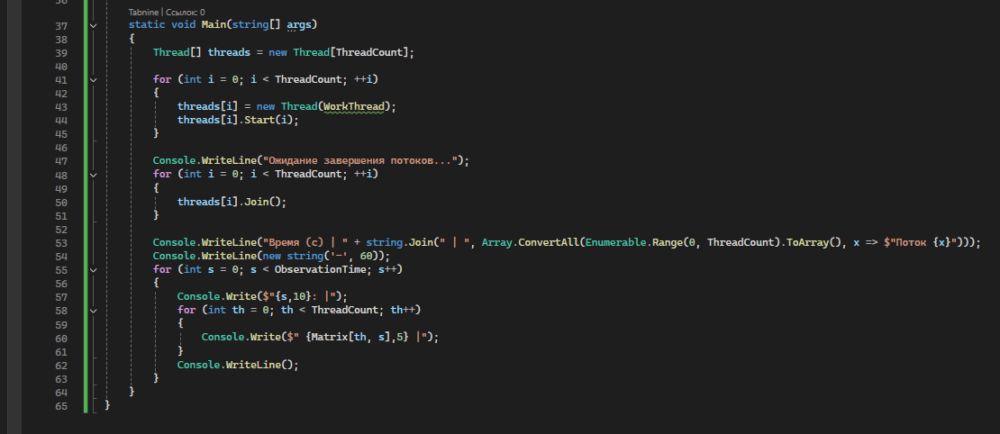 Tabnine | Ссылок: 0
37 static void Main(string[] args)
38 {
39 Thread[] threads = new Thread[ThreadCount];
40
41 for (int i = 0; i < ThreadCount; ++i)
42 {
43 threads[i] = new Thread(WorkThread);
44 threads[i].Start(i);
45 }
46
47 Console.WriteLine("Ожидание завершения потоков...");
48 for (int i = 0; i < ThreadCount; ++i)
49 {
50 threads[i].Join();
51 }
52
53 Console.WriteLine("Время (с) | " + string.Join(" | ", Array.ConvertAll(Enumerable.Range(0, ThreadCount).ToArray(), x => $"Поток {x}")));
54 Console.WriteLine(new string('-', 60));
55 for (int s = 0; s < ObservationTime; s++)
56 {
57 Console.Write($"{s,10}: |");
58 for (int th = 0; th < ThreadCount; th++)
59 {
60 Console.Write($" {Matrix[th, s],5} |");
61 }
62 Console.WriteLine();
63 }
64 }
65 }